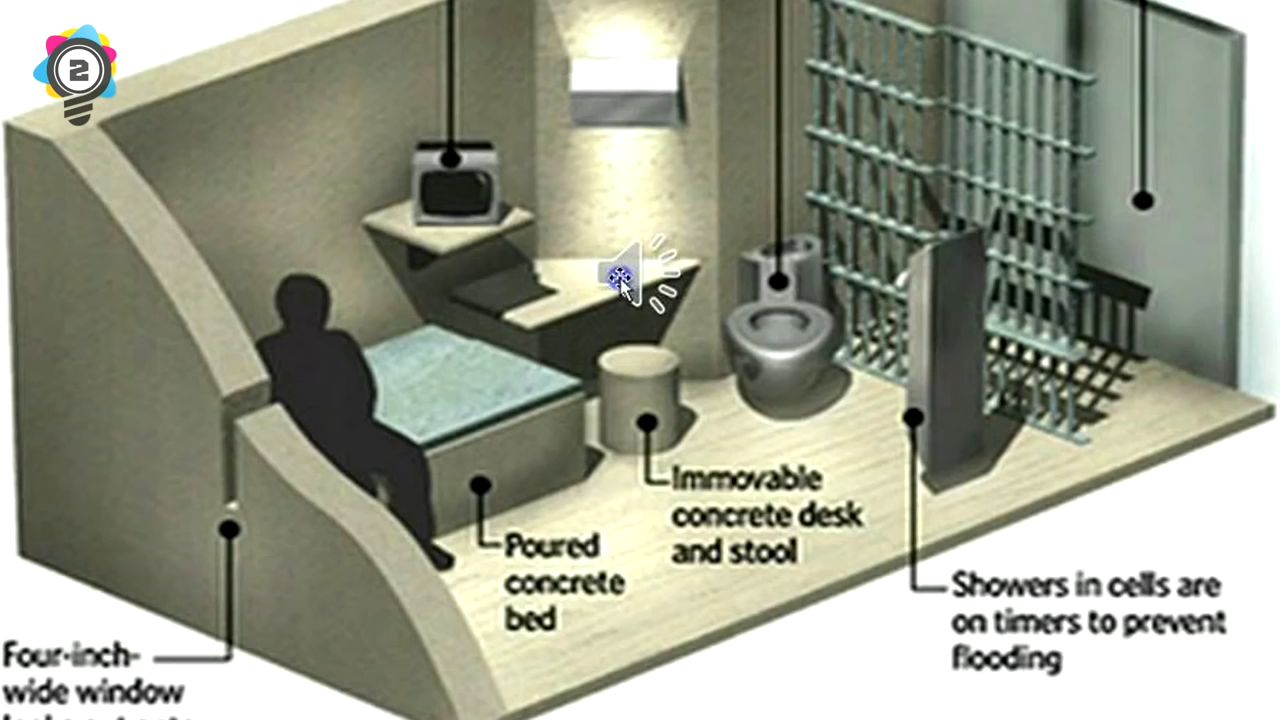 2
Immovable
concrete desk
and stool
Poured
concrete
bed
Showers in cells are
on timers to prevent
flooding
Four-inch-
wide window